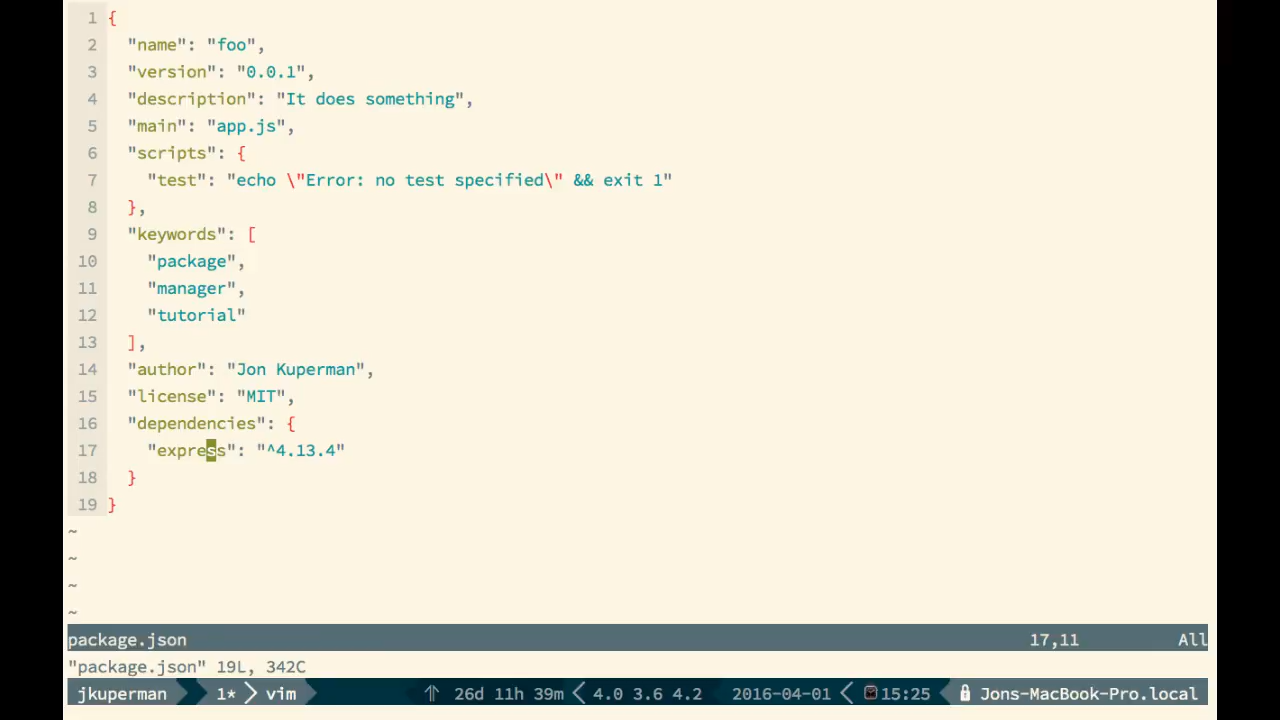 1 {
2   "name": "foo",
3   "version": "0.0.1",
4   "description": "It does something",
5   "main": "app.js",
6   "scripts": {
7     "test": "echo \"Error: no test specified\" && exit 1"
8   },
9   "keywords": [
10     "package",
11     "manager",
12     "tutorial"
13   ],
14   "author": "Jon Kuperman",
15   "license": "MIT",
16   "dependencies": {
17     "express": "^4.13.4"
18   }
19 }
~
~
~
~
package.json 17,11 All
"package.json" 19L, 342C
jkuperman 1* vim 26d 11h 39m 4.0 3.6 4.2 2016-04-01 15:25 Jons-MacBook-Pro.local